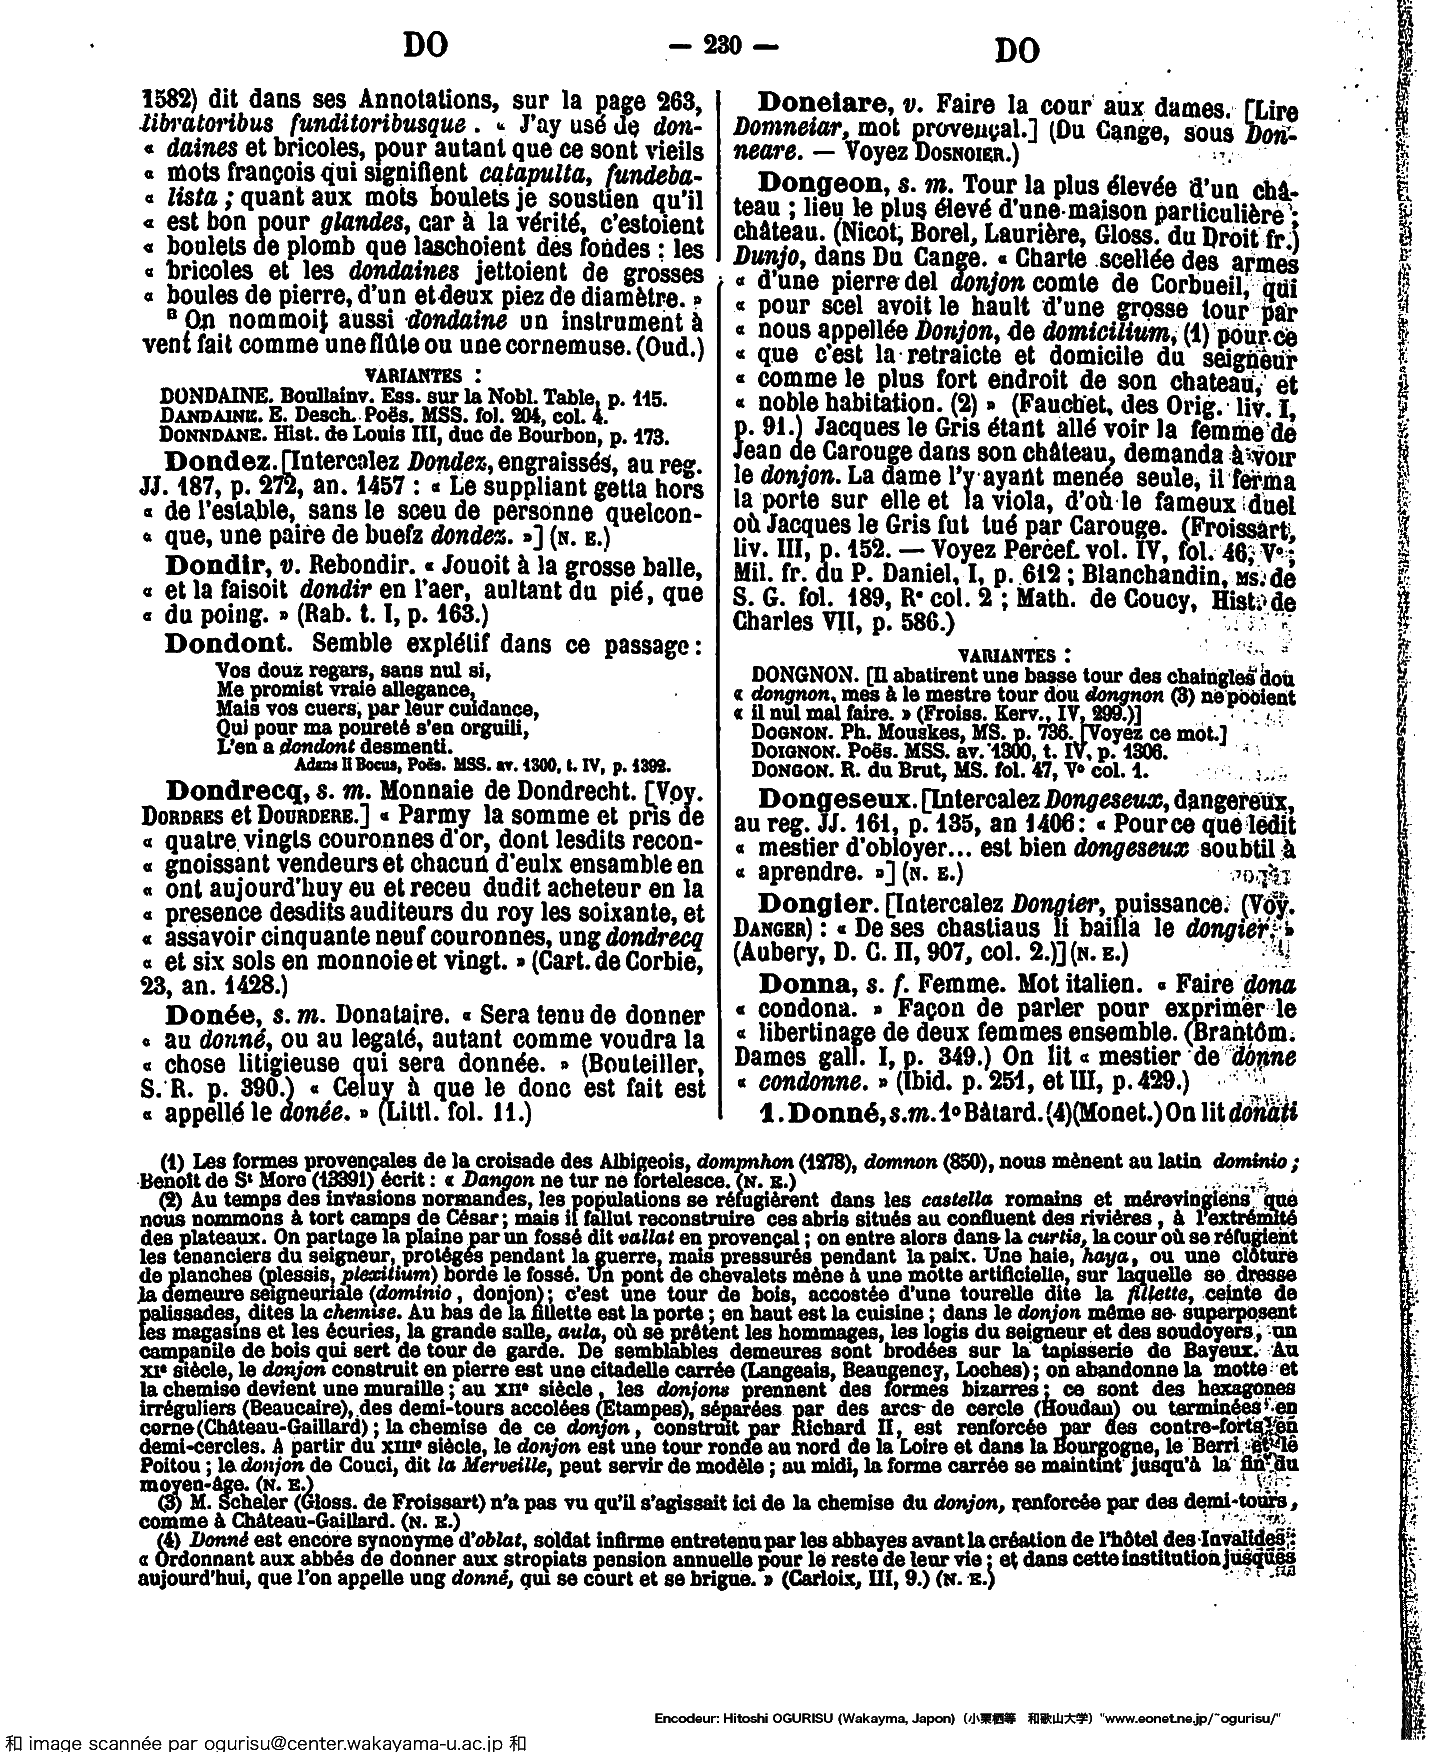 DO
— 230 —
DO
1582) dit dans ses Annotations, sur la page 263,
libratoribus funditoribusque. « J'ay usé de don-
« daines et bricoles, pour autant que ce sont vieils
« mots françois qui signifient catapulta, fundeba-
« lista ; quant aux mots boulets je soustien qu'il
« est bon pour glandes, car à la vérité, c'estoient
« boulets de plomb que laschoient des fondes : les
« bricoles et les dondaines jettoient de grosses
« boules de pierre, d'un et deux piez de diamètre. »
B On nommoit aussi dondaine un instrument à
vent fait comme une flûte ou une cornemuse. (Oud.)
VARIANTES :
DONDAINE. Boullainv. Ess. sur la Nobl. Table, p. 115.
DANDAINE. E. Desch. Poës. MSS. fol. 204, col. 4.
DONNDANE. Hist. de Louis III, duc de Bourbon, p. 173.
Dondez. [Intercalez Dondez, engraissés, au reg.
JJ. 187, p. 272, an. 1457 : « Le suppliant getta hors
« de l'estable, sans le sceu de personne quelcon-
« que, une paire de buefz dondez. »] (N. E.)
Dondir, v. Rebondir. « Jouoit à la grosse balle,
« et la faisoit dondir en l'aer, aultant du pié, que
« du poing. » (Rab. t. I, p. 163.)
Dondont. Semble explétif dans ce passage :
Vos douz regars, sans nul si,
Me promist vraie allegance,
Mais vos cuers, par leur cuidance,
Qui pour ma poureté s'en orguili,
L'en a dondont desmenti.
Adans li Bocus, Poës. MSS. av. 1300, t. IV, p. 1392.
Dondrecq, s. m. Monnaie de Dondrecht. [Voy.
DORDRES et DOURDERE.] « Parmy la somme et pris de
« quatre vingts couronnes d'or, dont lesdits recon-
« gnoissant vendeurs et chacun d'eulx ensamble en
« ont aujourd'huy eu et receu dudit acheteur en la
« presence desdits auditeurs du roy les soixante, et
« assavoir cinquante neuf couronnes, ung dondrecq
« et six sols en monnoie et vingt. » (Cart. de Corbie,
23, an. 1428.)
Donée, s. m. Donataire. « Sera tenu de donner
« au donné, ou au legaté, autant comme voudra la
« chose litigieuse qui sera donnée. » (Bouteiller,
S. R. p. 390.) « Celuy à que le donc est fait est
« appellé le donée. » (Littl. fol. 11.)
Doneiare, v. Faire la cour aux dames. [Lire
Domneiar, mot provençal.] (Du Cange, sous Don-
neare. — Voyez DOSNOIER.)
Dongeon, s. m. Tour la plus élevée d'un châ-
teau ; lieu le plus élevé d'une maison particulière ;
château. (Nicot, Borel, Laurière, Gloss. du Droit fr.)
Dunjo, dans Du Cange. « Charte scellée des armes
« d'une pierre del donjon comte de Corbueil, qui
« pour scel avoit le hault d'une grosse tour par
« nous appellée Donjon, de domicilium, (1) pour ce
« que c'est la retraicte et domicile du seigneur
« comme le plus fort endroit de son chateau, et
« noble habitation. (2) » (Fauchet, des Orig. liv. I,
p. 91.) Jacques le Gris étant allé voir la femme de
Jean de Carouge dans son château, demanda à voir
le donjon. La dame l'y ayant menée seule, il ferma
la porte sur elle et la viola, d'où le fameux duel
où Jacques le Gris fut tué par Carouge. (Froissart,
liv. III, p. 152. — Voyez Percef. vol. IV, fol. 46, V° ;
Mil. fr. du P. Daniel, I, p. 612 ; Blanchandin, MS. de
S. G. fol. 189, R° col. 2 ; Math. de Coucy, Hist. de
Charles VII, p. 586.)
VARIANTES :
DONGNON. [Il abatirent une basse tour des chaingles dou
« dongnon, mes à le mestre tour dou dongnon (3) ne pooient
« il nul mal faire. » (Froiss. Kerv., IV, 299.)]
DOGNON. Ph. Mouskes, MS. p. 736. [Voyez ce mot.]
DOIGNON. Poës. MSS. av. 1300, t. IV, p. 1306.
DONGON. R. du Brut, MS. fol. 47, V° col. 1.
Dongeseux. [Intercalez Dongeseux, dangereux,
au reg. JJ. 161, p. 135, an 1406 : « Pour ce que ledit
« mestier d'obloyer... est bien dongeseux soubtil à
« aprendre. »] (N. E.)
Dongier. [Intercalez Dongier, puissance. (Voy.
DANGER) : « De ses chastiaus li bailla le dongier. »
(Aubery, D. C. II, 907, col. 2.)] (N. E.)
Donna, s. f. Femme. Mot italien. « Faire dona
« condona. » Façon de parler pour exprimer le
« libertinage de deux femmes ensemble. (Brantôm.
Dames gall. I, p. 349.) On lit « mestier de donne
« condonne. » (Ibid. p. 251, et III, p. 429.)
1. Donné, s. m. 1° Bâtard. (4) (Monet.) On lit donati
(1) Les formes provençales de la croisade des Albigeois, dompnhon (1278), domnon (850), nous mènent au latin dominio ;
Benoît de St More (13391) écrit : « Dangon ne tur ne fortelesce. (N. E.)
(2) Au temps des invasions normandes, les populations se réfugièrent dans les castella romains et mérovingiens que
nous nommons à tort camps de César ; mais il fallut reconstruire ces abris situés au confluent des rivières, à l'extrémité
des plateaux. On partage la plaine par un fossé dit vallat en provençal ; on entre alors dans la curtis, la cour où se réfugient
les tenanciers du seigneur, protégés pendant la guerre, mais pressurés pendant la paix. Une haie, haya, ou une clôture
de planches (plessis, plexitium) borde le fossé. Un pont de chevalets mène à une motte artificielle, sur laquelle se dresse
la demeure seigneuriale (dominio, donjon) ; c'est une tour de bois, accostée d'une tourelle dite la fillette, ceinte de
palissades, dites la chemise. Au bas de la fillette est la porte ; en haut est la cuisine ; dans le donjon même se superposent
les magasins et les écuries, la grande salle, aula, où se prêtent les hommages, les logis du seigneur et des soudoyers, un
campanile de bois qui sert de tour de garde. De semblables demeures sont brodées sur la tapisserie de Bayeux. Au
XIe siècle, le donjon construit en pierre est une citadelle carrée (Langeais, Beaugency, Loches) ; on abandonne la motte et
la chemise devient une muraille ; au XIIe siècle, les donjons prennent des formes bizarres ; ce sont des hexagones
irréguliers (Beaucaire), des demi-tours accolées (Etampes), séparées par des arcs de cercle (Houdan) ou terminées en
corne (Château-Gaillard) ; la chemise de ce donjon, construit par Richard II, est renforcée par des contre-forts en
demi-cercles. A partir du XIIIe siècle, le donjon est une tour ronde au nord de la Loire et dans la Bourgogne, le Berri et le
Poitou ; le donjon de Couci, dit la Merveille, peut servir de modèle ; au midi, la forme carrée se maintint jusqu'à la fin du
moyen-âge. (N. E.)
(3) M. Scheler (Gloss. de Froissart) n'a pas vu qu'il s'agissait ici de la chemise du donjon, renforcée par des demi-tours,
comme à Château-Gaillard. (N. E.)
(4) Donné est encore synonyme d'oblat, soldat infirme entretenu par les abbayes avant la création de l'hôtel des Invalides :
« Ordonnant aux abbés de donner aux stropiats pension annuelle pour le reste de leur vie ; et dans cette institution jusques
aujourd'hui, que l'on appelle ung donné, qui se court et se brigue. » (Carloix, III, 9.) (N. E.)
Encodeur: Hitoshi OGURISU (Wakayma, Japon)（小栗栖等　和歌山大学）"www.eonet.ne.jp/~ogurisu/"
和 image scannée par ogurisu@center.wakayama-u.ac.jp 和